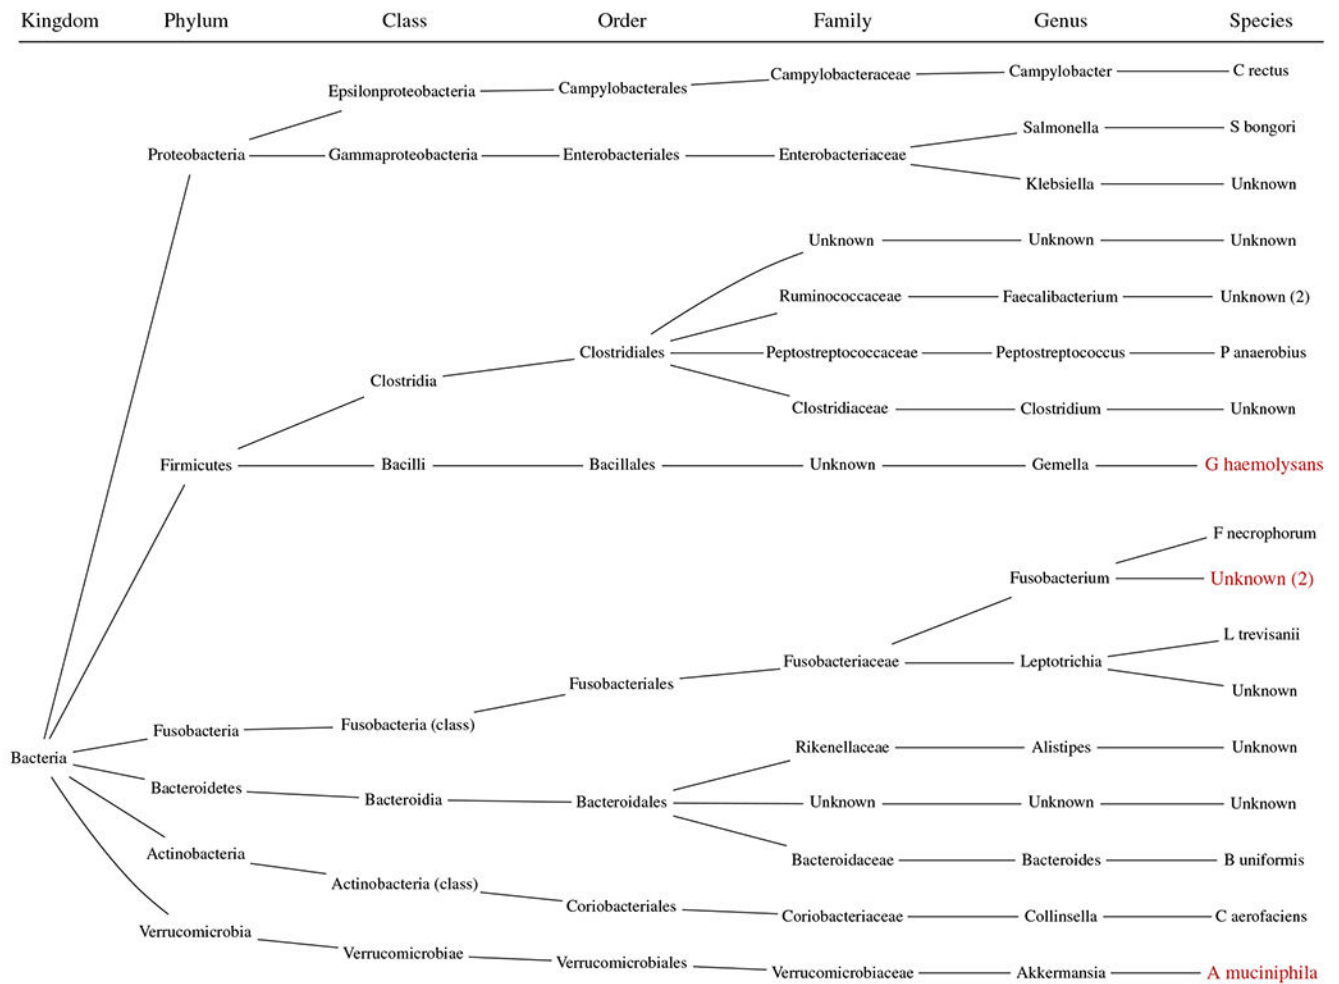 Kingdom Phylum Class Order Family Genus Species
Epsilonproteobacteria Campylobacterales Campylobacteraceae Campylobacter C rectus
Salmonella S bongori
Proteobacteria Gammaproteobacteria Enterobacteriales Enterobacteriaceae
Klebsiella Unknown
Unknown Unknown Unknown
Ruminococcaceae Faecalibacterium Unknown (2)
Clostridiales Peptostreptococcaceae Peptostreptococcus P anaerobius
Clostridia
Clostridiaceae Clostridium Unknown
Firmicutes Bacilli Bacillales Unknown Gemella G haemolysans
F necrophorum
Fusobacterium Unknown (2)
L trevisanii
Fusobacteriaceae Leptotrichia
Fusobacteriales Unknown
Fusobacteria Fusobacteria (class)
Rikenellaceae Alistipes Unknown
Bacteria
Bacteroidetes Bacteroidia Bacteroidales Unknown Unknown Unknown
Actinobacteria Bacteroidaceae Bacteroides B uniformis
Actinobacteria (class)
Coriobacteriales Coriobacteriaceae Collinsella C aerofaciens
Verrucomicrobia
Verrucomicrobiae Verrucomicrobiales Verrucomicrobiaceae Akkermansia A muciniphila